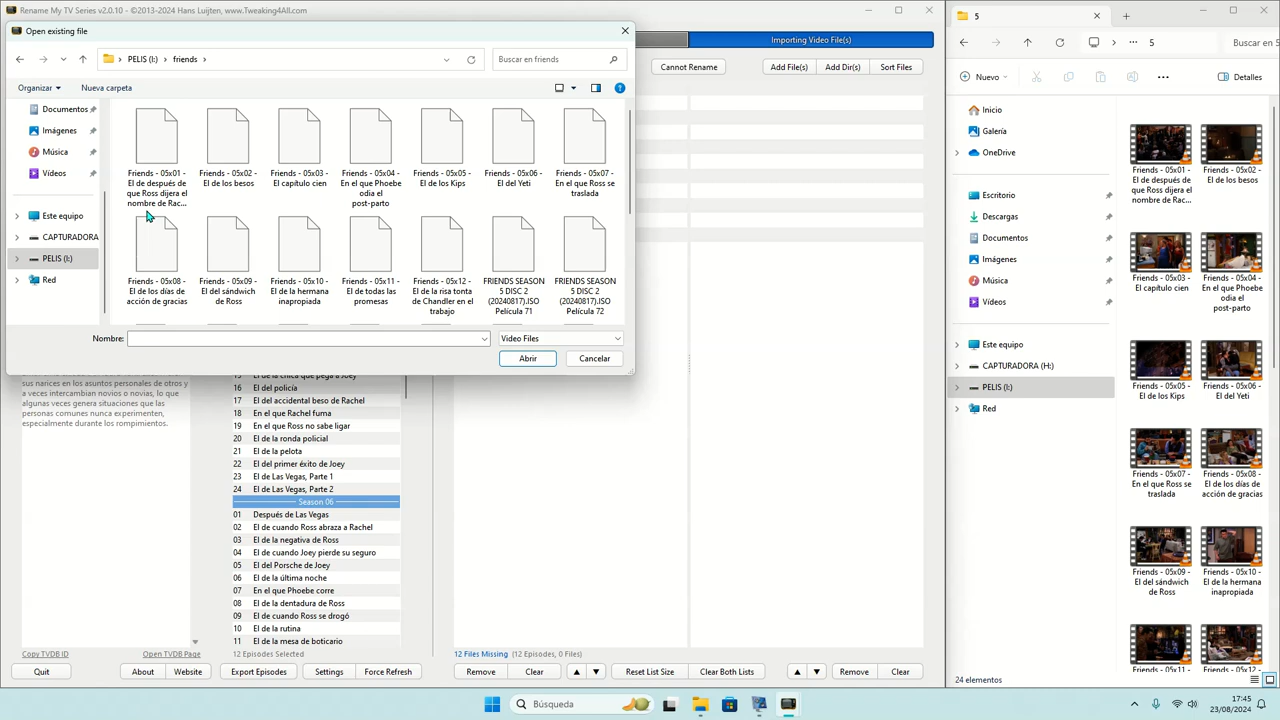 Rename My TV Series v2.0.10 - ©2013-2024 Hans Luijten, www.Tweaking4All.com
Open existing file
PELIS (I:)
friends
Buscar en friends
Organizar
Nueva carpeta
Documentos
Imágenes
Música
Vídeos
Este equipo
CAPTURADORA
PELIS (I:)
Red
Friends - 05x01 -
El de después de
que Ross dijera el
nombre de Rac...
Friends - 05x02 -
El de los besos
Friends - 05x03 -
El capítulo cien
Friends - 05x04 -
En el que Phoebe
odia el
post-parto
Friends - 05x05 -
El de los Kips
Friends - 05x06 -
El del Yeti
Friends - 05x07 -
En el que Ross se
traslada
Friends - 05x08 -
El de los días de
acción de gracias
Friends - 05x09 -
El del sándwich
de Ross
Friends - 05x10 -
El de la hermana
inapropiada
Friends - 05x11 -
El de todas las
promesas
Friends - 05x12 -
El de la risa tonta
de Chandler en el
trabajo
FRIENDS SEASON
5 DISC 2
(20240817).ISO
Película 71
FRIENDS SEASON
5 DISC 2
(20240817).ISO
Película 72
Nombre:
Video Files
Abrir
Cancelar
Importing Video File(s)
Cannot Rename
Add File(s)
Add Dir(s)
Sort Files
sus narices en los asuntos personales de otros y
a veces intercambian novios o novias, lo que
algunas veces genera situaciones que las
personas comunes nunca experimenten,
especialmente durante los rompimientos.
16 El del policía
17 El del accidental beso de Rachel
18 En el que Rachel fuma
19 En el que Ross no sabe ligar
20 El de la ronda policial
21 El de la pelota
22 El del primer éxito de Joey
23 El de Las Vegas, Parte 1
24 El de Las Vegas, Parte 2
Season 06
01 Después de Las Vegas
02 El de cuando Ross abraza a Rachel
03 El de la negativa de Ross
04 El de cuando Joey pierde su seguro
05 El del Porsche de Joey
06 El de la última noche
07 En el que Phoebe corre
08 El de la dentadura de Ross
09 El de cuando Ross se drogó
10 El de la rutina
11 El de la mesa de boticario
Copy TVDB ID
Open TVDB Page
12 Episodes Selected
12 Files Missing (12 Episodes, 0 Files)
Quit
About
Website
Export Episodes
Settings
Force Refresh
Remove
Clear
Reset List Size
Clear Both Lists
Remove
Clear
5
5
Buscar en 5
Nuevo
Detalles
Inicio
Galería
OneDrive
Escritorio
Descargas
Documentos
Imágenes
Música
Vídeos
Este equipo
CAPTURADORA (H:)
PELIS (I:)
Red
Friends - 05x01 -
El de después de
que Ross dijera el
nombre de Rac...
Friends - 05x02 -
El de los besos
Friends - 05x03 -
El capítulo cien
Friends - 05x04 -
En el que Phoebe
odia el
post-parto
Friends - 05x05 -
El de los Kips
Friends - 05x06 -
El del Yeti
Friends - 05x07 -
En el que Ross se
traslada
Friends - 05x08 -
El de los días de
acción de gracias
Friends - 05x09 -
El del sándwich
de Ross
Friends - 05x10 -
El de la hermana
inapropiada
Friends - 05x11 -
Friends - 05x12 -
24 elementos
Búsqueda
17:45
23/08/2024